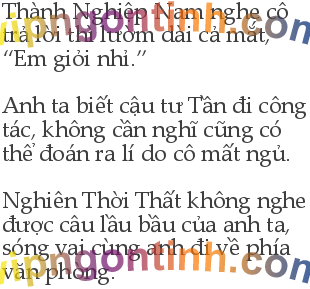 Thành Nghiệp Nam nghe cô
trả lời thì lườm dài cả mắt,
“Em giỏi nhỉ.”
Anh ta biết cậu tư Tần đi công
tác, không cần nghĩ cũng có
thể đoán ra lí do cô mất ngủ.
Nghiên Thời Thất không nghe
được câu lầu bầu của anh ta,
sóng vai cùng anh đi về phía
văn phòng.
vipngontinh.com
vipngontinh.com